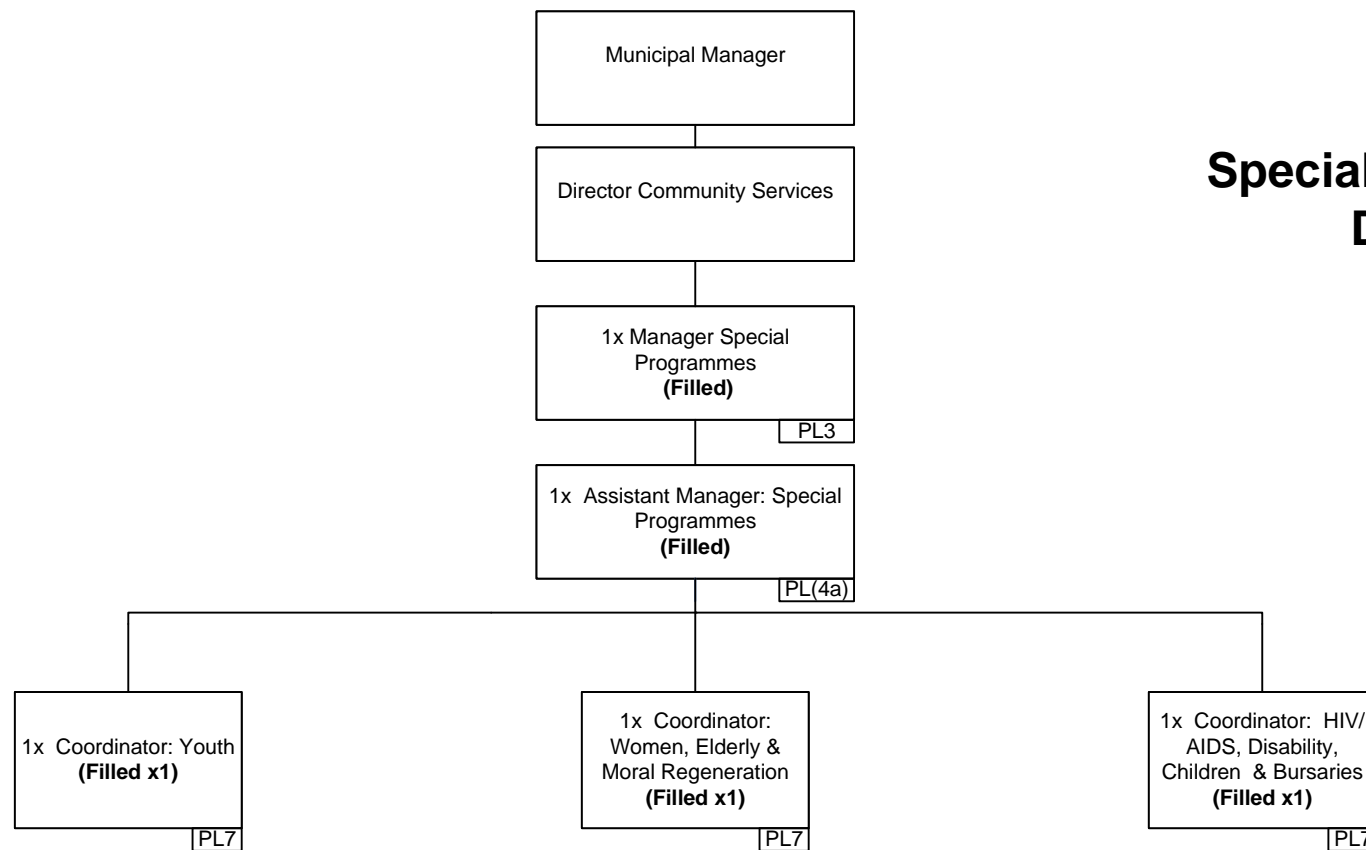 Municipal Manager
Director Community Services
Special
D
1x Manager Special
Programmes
(Filled)
PL3
1x Assistant Manager: Special
Programmes
(Filled)
PL(4a)
1x Coordinator: Youth
(Filled x1)
PL7
1x Coordinator:
Women, Elderly &
Moral Regeneration
(Filled x1)
PL7
1x Coordinator: HIV/
AIDS, Disability,
Children & Bursaries
(Filled x1)
PL7